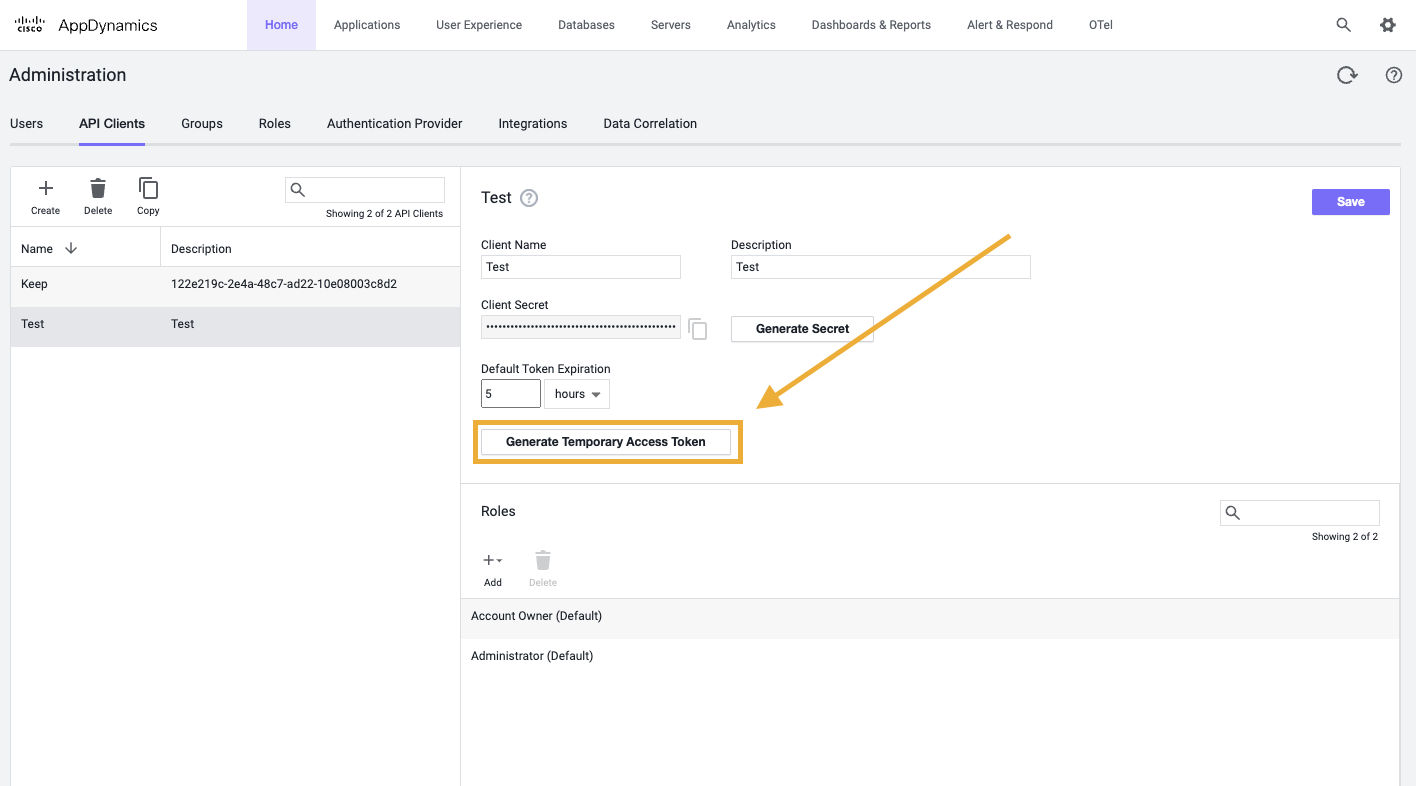 CISCO AppDynamics
Home Applications User Experience Databases Servers Analytics Dashboards & Reports Alert & Respond OTel
Administration
Users API Clients Groups Roles Authentication Provider Integrations Data Correlation
Create Delete Copy
Showing 2 of 2 API Clients
Name Description
Keep 122e219c-2e4a-48c7-ad22-10e08003c8d2
Test Test
Test
Save
Client Name Description
Test Test
Client Secret
Generate Secret
Default Token Expiration
5 hours
Generate Temporary Access Token
Roles
Showing 2 of 2
Add Delete
Account Owner (Default)
Administrator (Default)